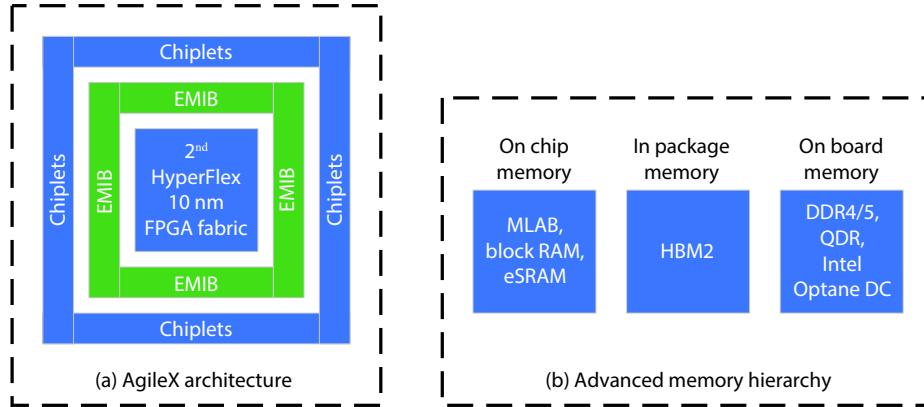 Chiplets
EMIB
Chiplets
EMIB
2nd
HyperFlex
10 nm
FPGA fabric
EMIB
Chiplets
EMIB
Chiplets
(a) AgileX architecture
On chip
memory
MLAB,
block RAM,
eSRAM
In package
memory
HBM2
On board
memory
DDR4/5,
QDR,
Intel
Optane DC
(b) Advanced memory hierarchy